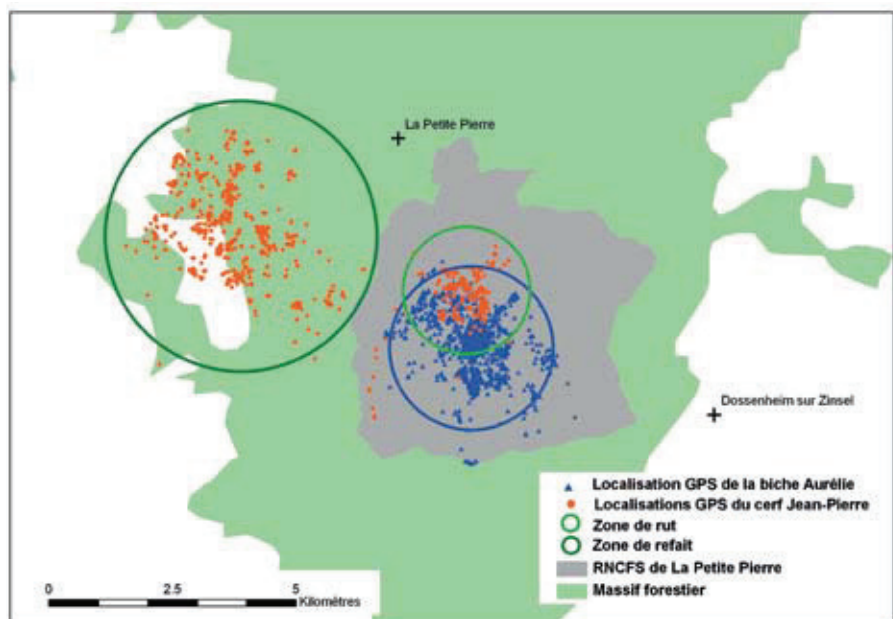 La Petite Pierre
Dossenheim sur Zinsel
Localisation GPS de la biche Aurélie
Localisations GPS du cerf Jean-Pierre
Zone de rut
Zone de refait
RNCFS de La Petite Pierre
Massif forestier
0 2.5 5
Kilomètres